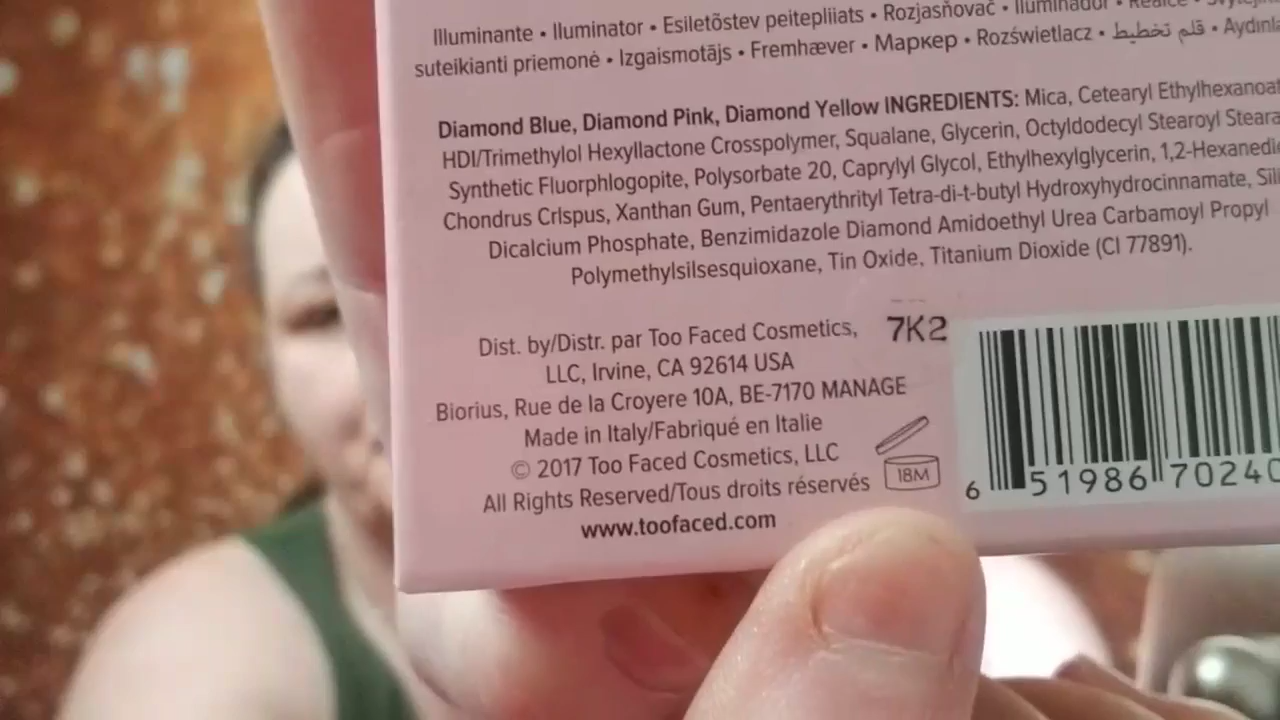 Illuminante • Iluminator • Esiletõstev peitepliiats • Rozjasňovač • Iluminador • Realce •
suteikianti priemonė • Izgaismotājs • Fremhæver • Маркер • Rozświetlacz • قلم تخطيط •
Diamond Blue, Diamond Pink, Diamond Yellow INGREDIENTS: Mica, Cetearyl
HDI/Trimethylol Hexyllactone Crosspolymer, Squalane, Glycerin, Octyldodecyl Stearoyl
Synthetic Fluorphlogopite, Polysorbate 20, Caprylyl Glycol, Ethylhexylglycerin,
Chondrus CrIspus, Xanthan Gum, Pentaerythrityl Tetra-di-t-butyl Hydroxyhydrocinnamate,
Dicalcium Phosphate, Benzimidazole Diamond Amidoethyl Urea Carbamoyl Propyl
Polymethylsilsesquioxane, Tin Oxide, Titanium Dioxide (CI 77891).
Dist. by/Distr. par Too Faced Cosmetics,
LLC, Irvine, CA 92614 USA
Biorius, Rue de la Croyere 10A, BE-7170 MANAGE
Made in Italy/Fabriqué en Italie
© 2017 Too Faced Cosmetics, LLC
All Rights Reserved/Tous droits réservés
www.toofaced.com
7K2
18M
6 51986 70240